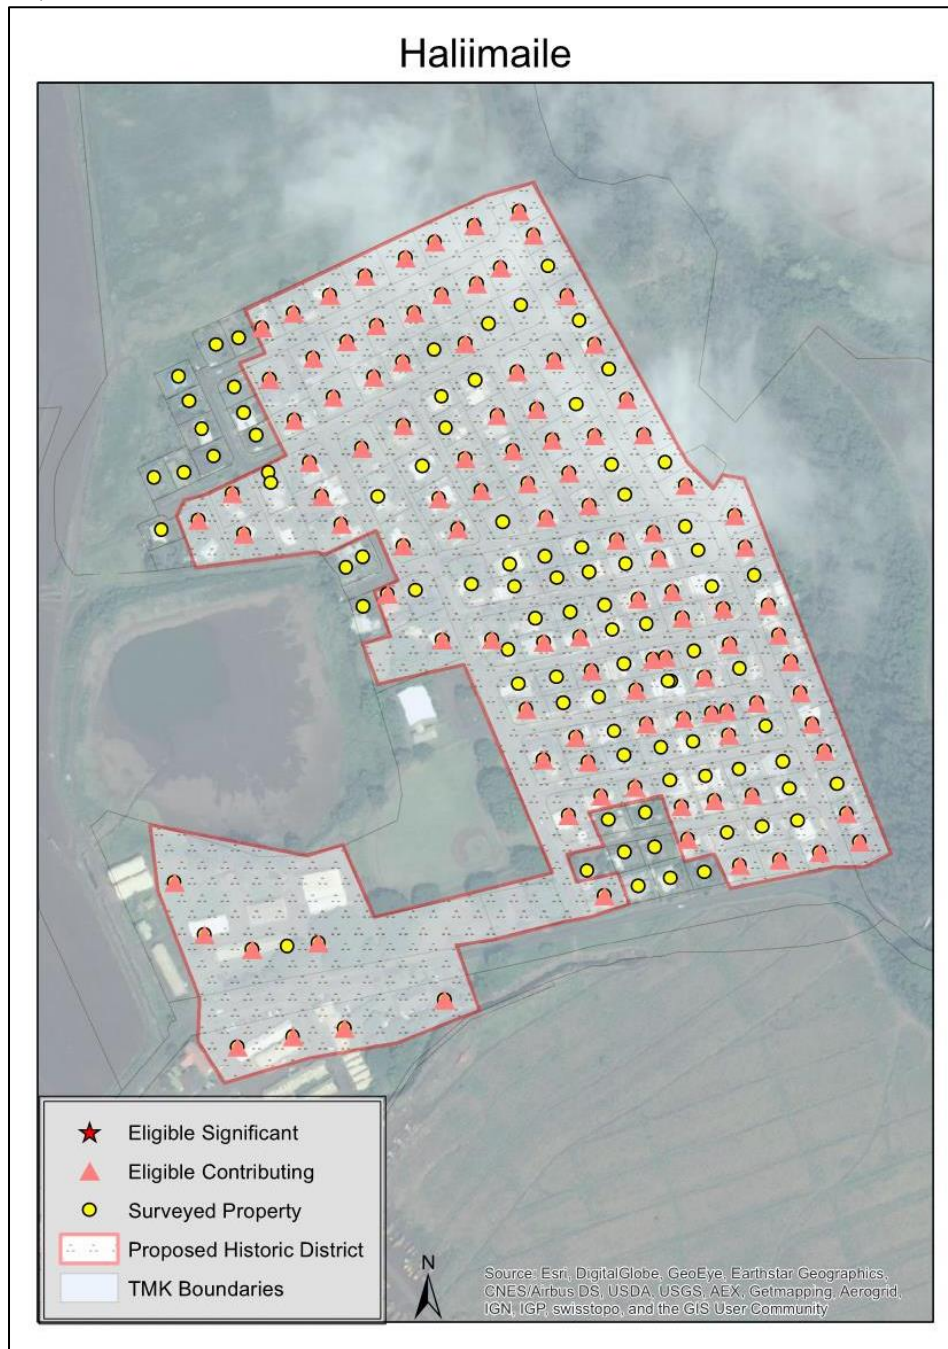 Haliimaile
Eligible Significant
Eligible Contributing
Surveyed Property
Proposed Historic District
TMK Boundaries
N
Source: Esri, DigitalGlobe, GeoEye, Earthstar Geographics,
CNES/Airbus DS, USDA, USGS, AEX, Getmapping, Aerogrid,
IGN, IGP, swisstopo, and the GIS User Community